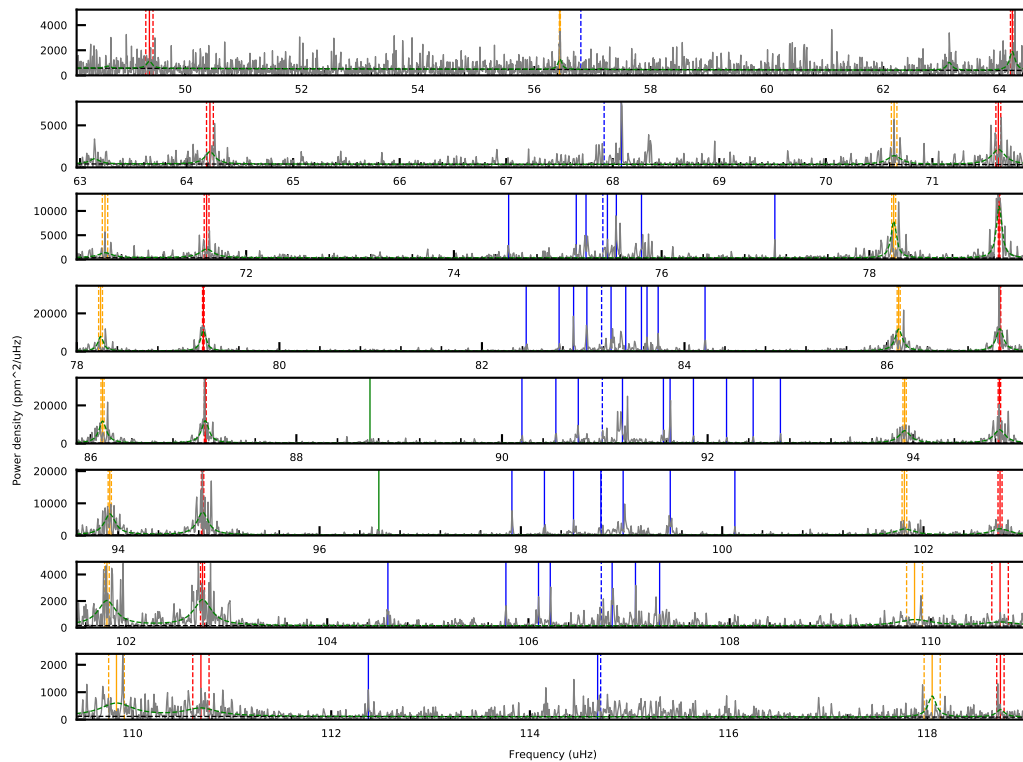 4000
2000
0
50 52 54 56 58 60 62 64
5000
0
63 64 65 66 67 68 69 70 71
10000
5000
0
72 74 76 78
20000
0
78 80 82 84 86
20000
0
86 88 90 92 94
Power density (ppm^2/uHz)
20000
10000
0
94 96 98 100 102
4000
2000
0
102 104 106 108 110
2000
1000
0
110 112 114 116 118
Frequency (uHz)